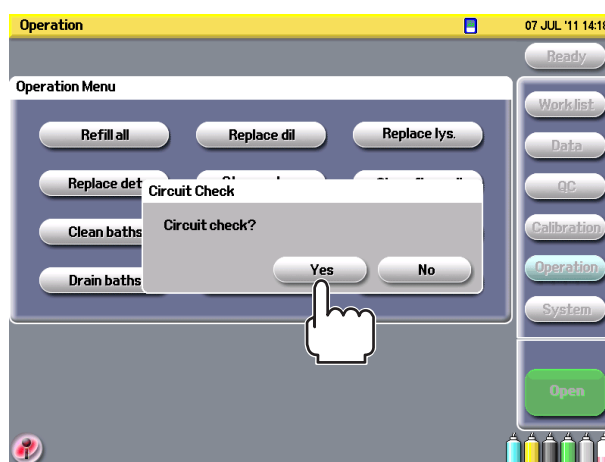 Operation
07 JUL '11 14:18
Ready
Operation Menu
Work list
Refill all
Replace dil
Replace lys.
Data
Replace det
QC
Circuit Check
Circuit check?
Clean baths
Calibration
Yes
No
Drain baths
Operation
System
Open